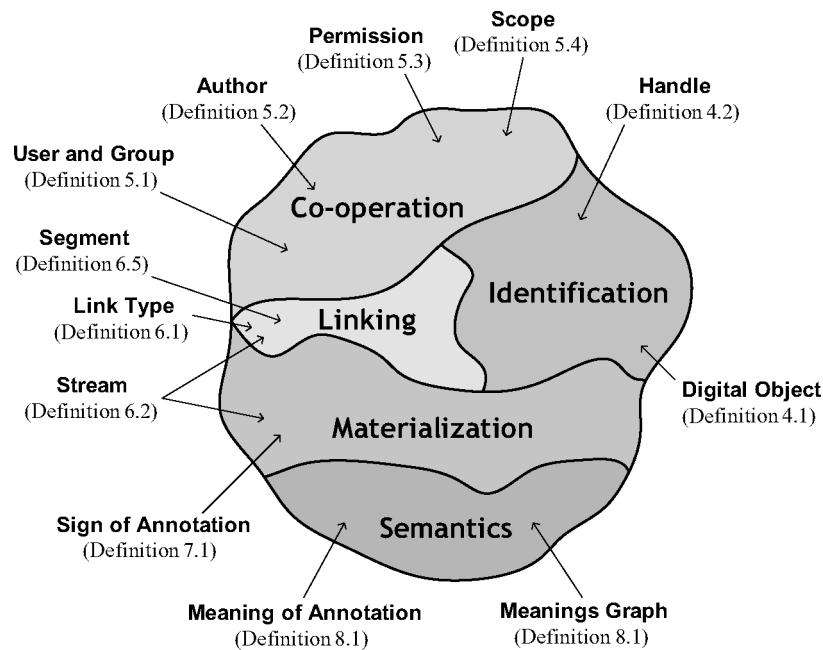 Scope
(Definition 5.4)
Permission
(Definition 5.3)
Author
(Definition 5.2)
Handle
(Definition 4.2)
User and Group
(Definition 5.1)
Co-operation
Segment
(Definition 6.5)
Identification
Link Type
(Definition 6.1)
Linking
Stream
(Definition 6.2)
Digital Object
(Definition 4.1)
Materialization
Sign of Annotation
(Definition 7.1)
Semantics
Meaning of Annotation
(Definition 8.1)
Meanings Graph
(Definition 8.1)